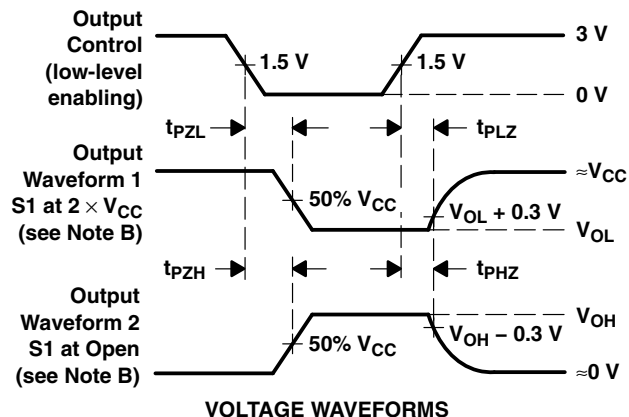 Output
Control
(low-level
enabling)
1.5 V
1.5 V
3 V
0 V
tPZL
tPLZ
Output
Waveform 1
S1 at 2 × VCC
(see Note B)
50% VCC
VOL + 0.3 V
≈VCC
VOL
tPZH
tPHZ
Output
Waveform 2
S1 at Open
(see Note B)
50% VCC
VOH − 0.3 V
VOH
≈0 V
VOLTAGE WAVEFORMS